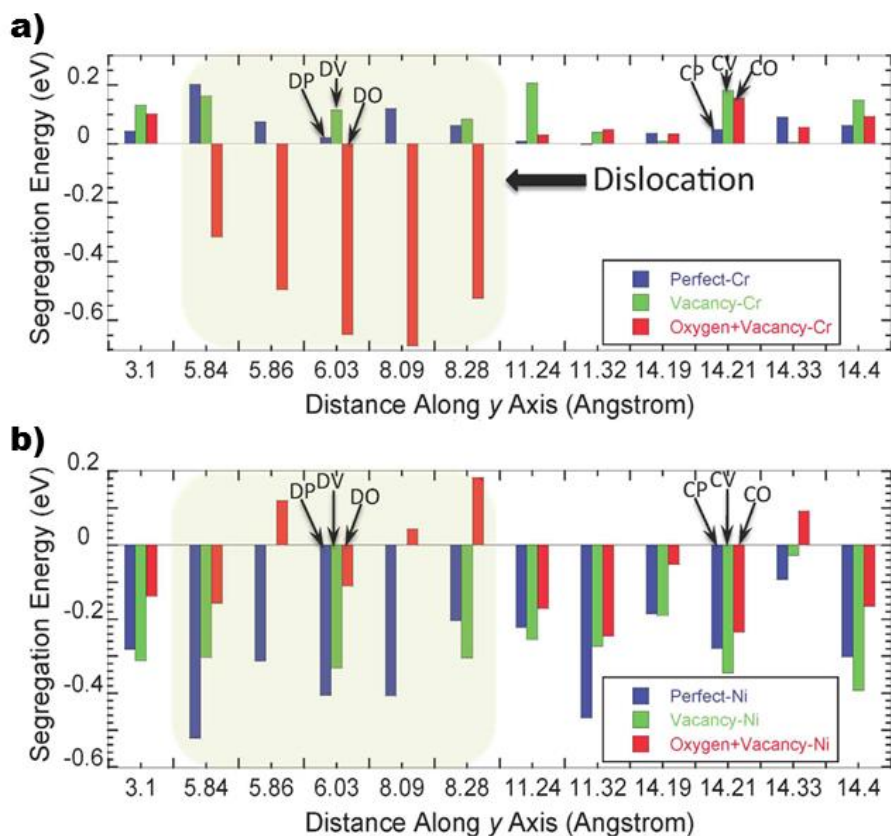 a)
Segregation Energy (eV)
0.2
0
-0.2
-0.4
-0.6
DP
DV
DO
CP
CV
CO
Dislocation
Perfect-Cr
Vacancy-Cr
Oxygen+Vacancy-Cr
3.1 5.84 5.86 6.03 8.09 8.28 11.24 11.32 14.19 14.21 14.33 14.4
Distance Along y Axis (Angstrom)
b)
Segregation Energy (eV)
0.2
0
-0.2
-0.4
-0.6
DP
DV
DO
CP
CV
CO
Perfect-Ni
Vacancy-Ni
Oxygen+Vacancy-Ni
3.1 5.84 5.86 6.03 8.09 8.28 11.24 11.32 14.19 14.21 14.33 14.4
Distance Along y Axis (Angstrom)